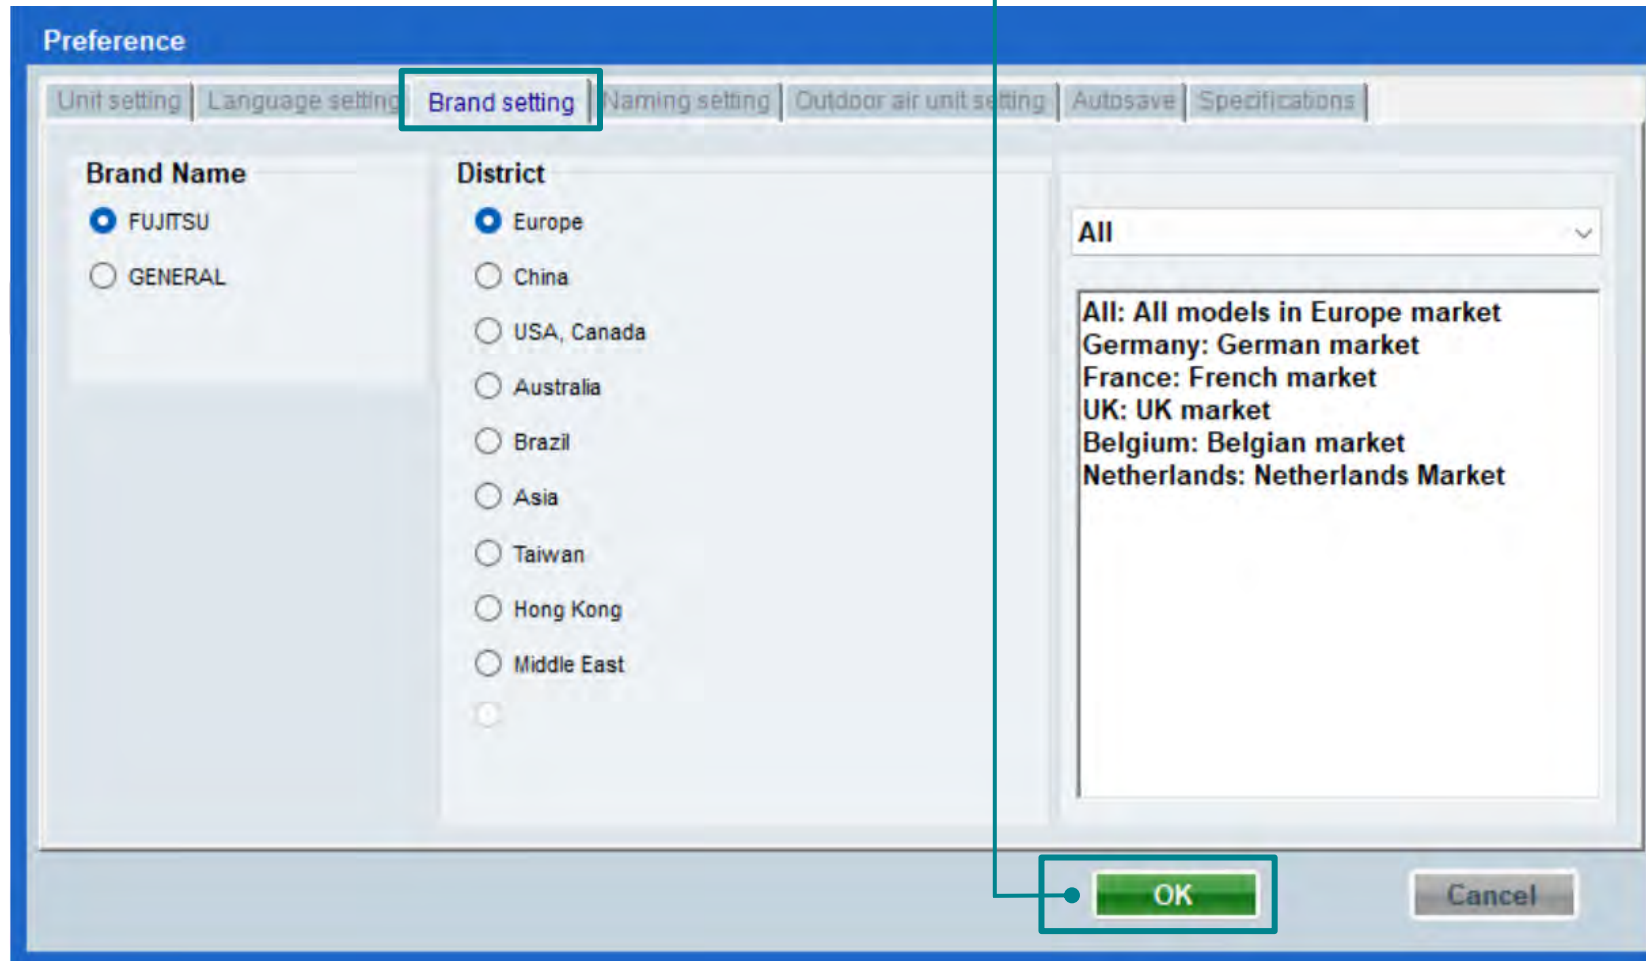 Preference
Unit setting Language setting Brand setting Naming setting Outdoor air unit setting Autosave Specifications
Brand Name
FUJITSU
GENERAL
District
Europe
China
USA, Canada
Australia
Brazil
Asia
Taiwan
Hong Kong
Middle East
All
All: All models in Europe market
Germany: German market
France: French market
UK: UK market
Belgium: Belgian market
Netherlands: Netherlands Market
OK Cancel